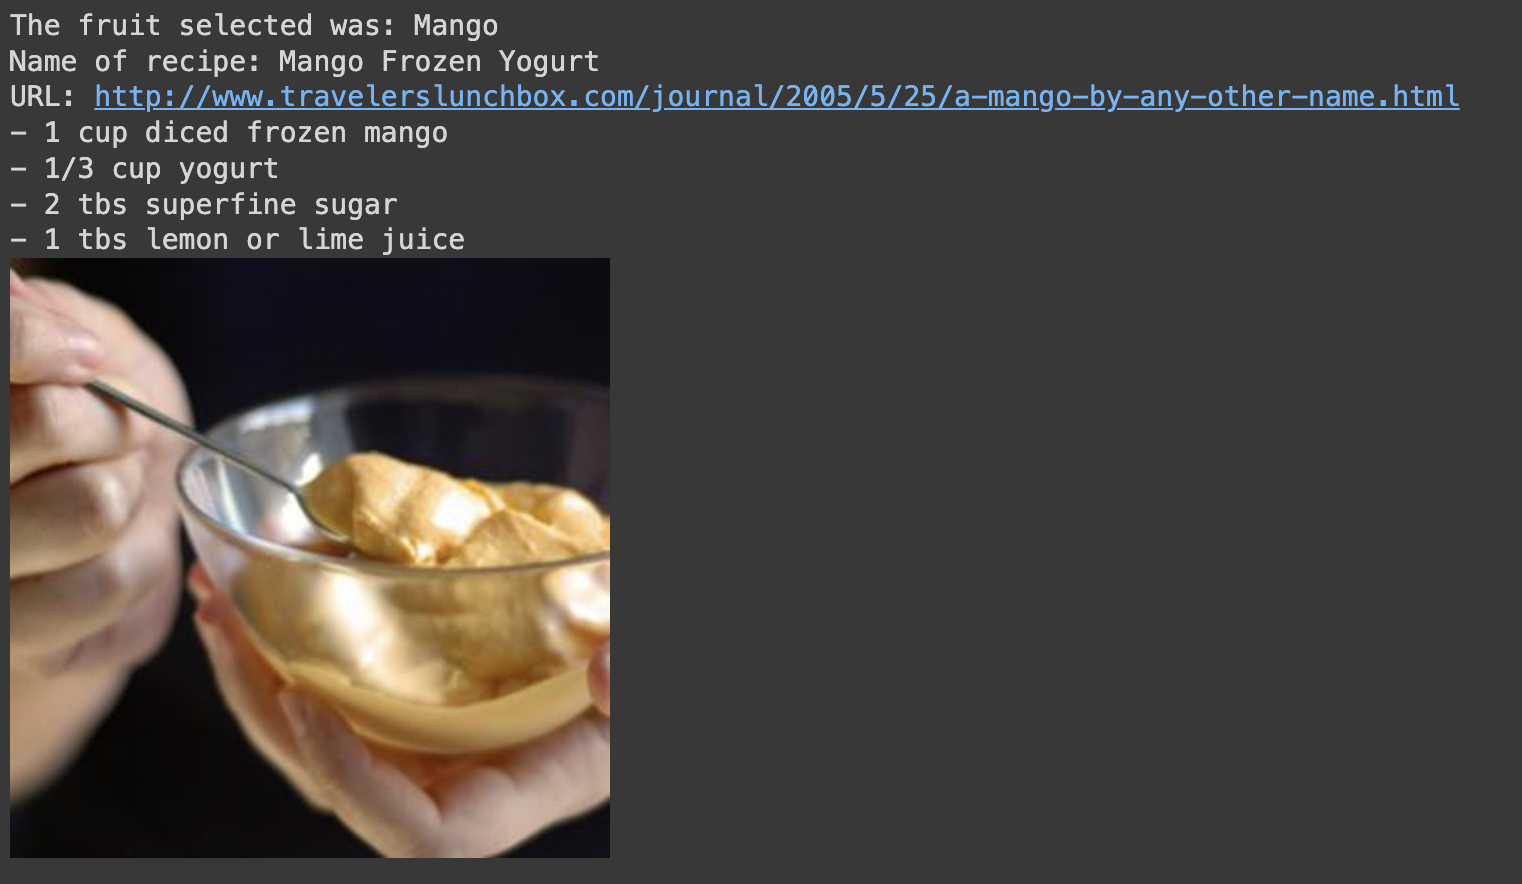 The fruit selected was: Mango
Name of recipe: Mango Frozen Yogurt
URL: http://www.travelerslunchbox.com/journal/2005/5/25/a-mango-by-any-other-name.html
- 1 cup diced frozen mango
- 1/3 cup yogurt
- 2 tbs superfine sugar
- 1 tbs lemon or lime juice